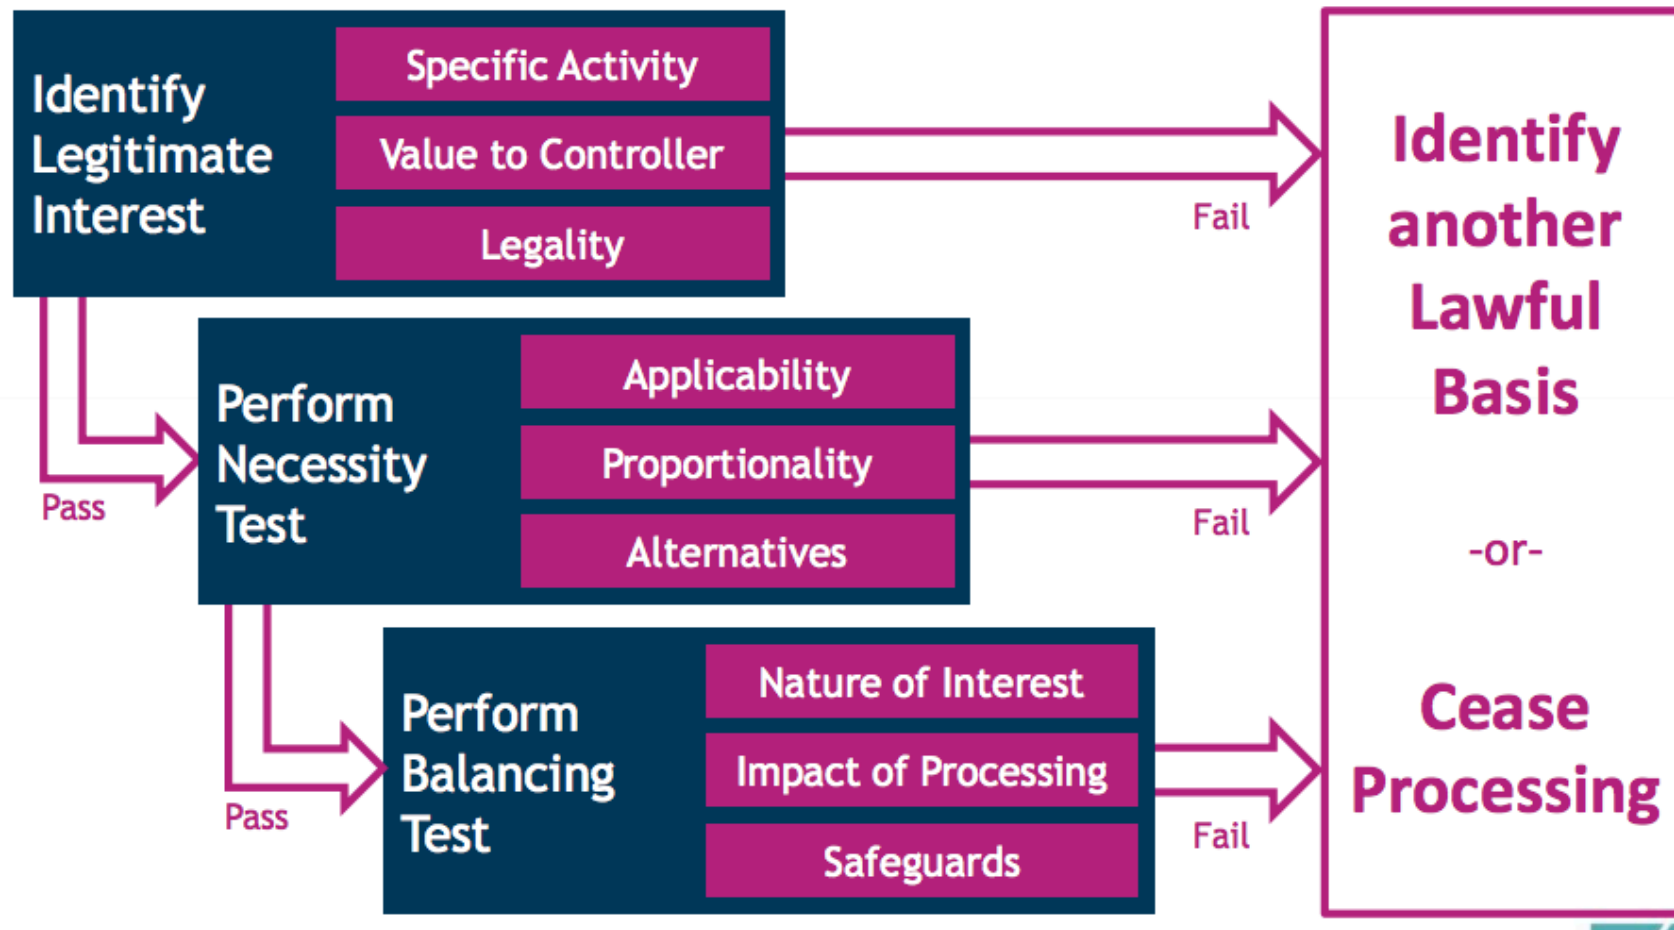 Identify
Legitimate
Interest
Specific Activity
Value to Controller
Legality
Fail
Pass
Perform
Necessity
Test
Applicability
Proportionality
Alternatives
Fail
Pass
Perform
Balancing
Test
Nature of Interest
Impact of Processing
Safeguards
Fail
Identify
another
Lawful
Basis
-or-
Cease
Processing